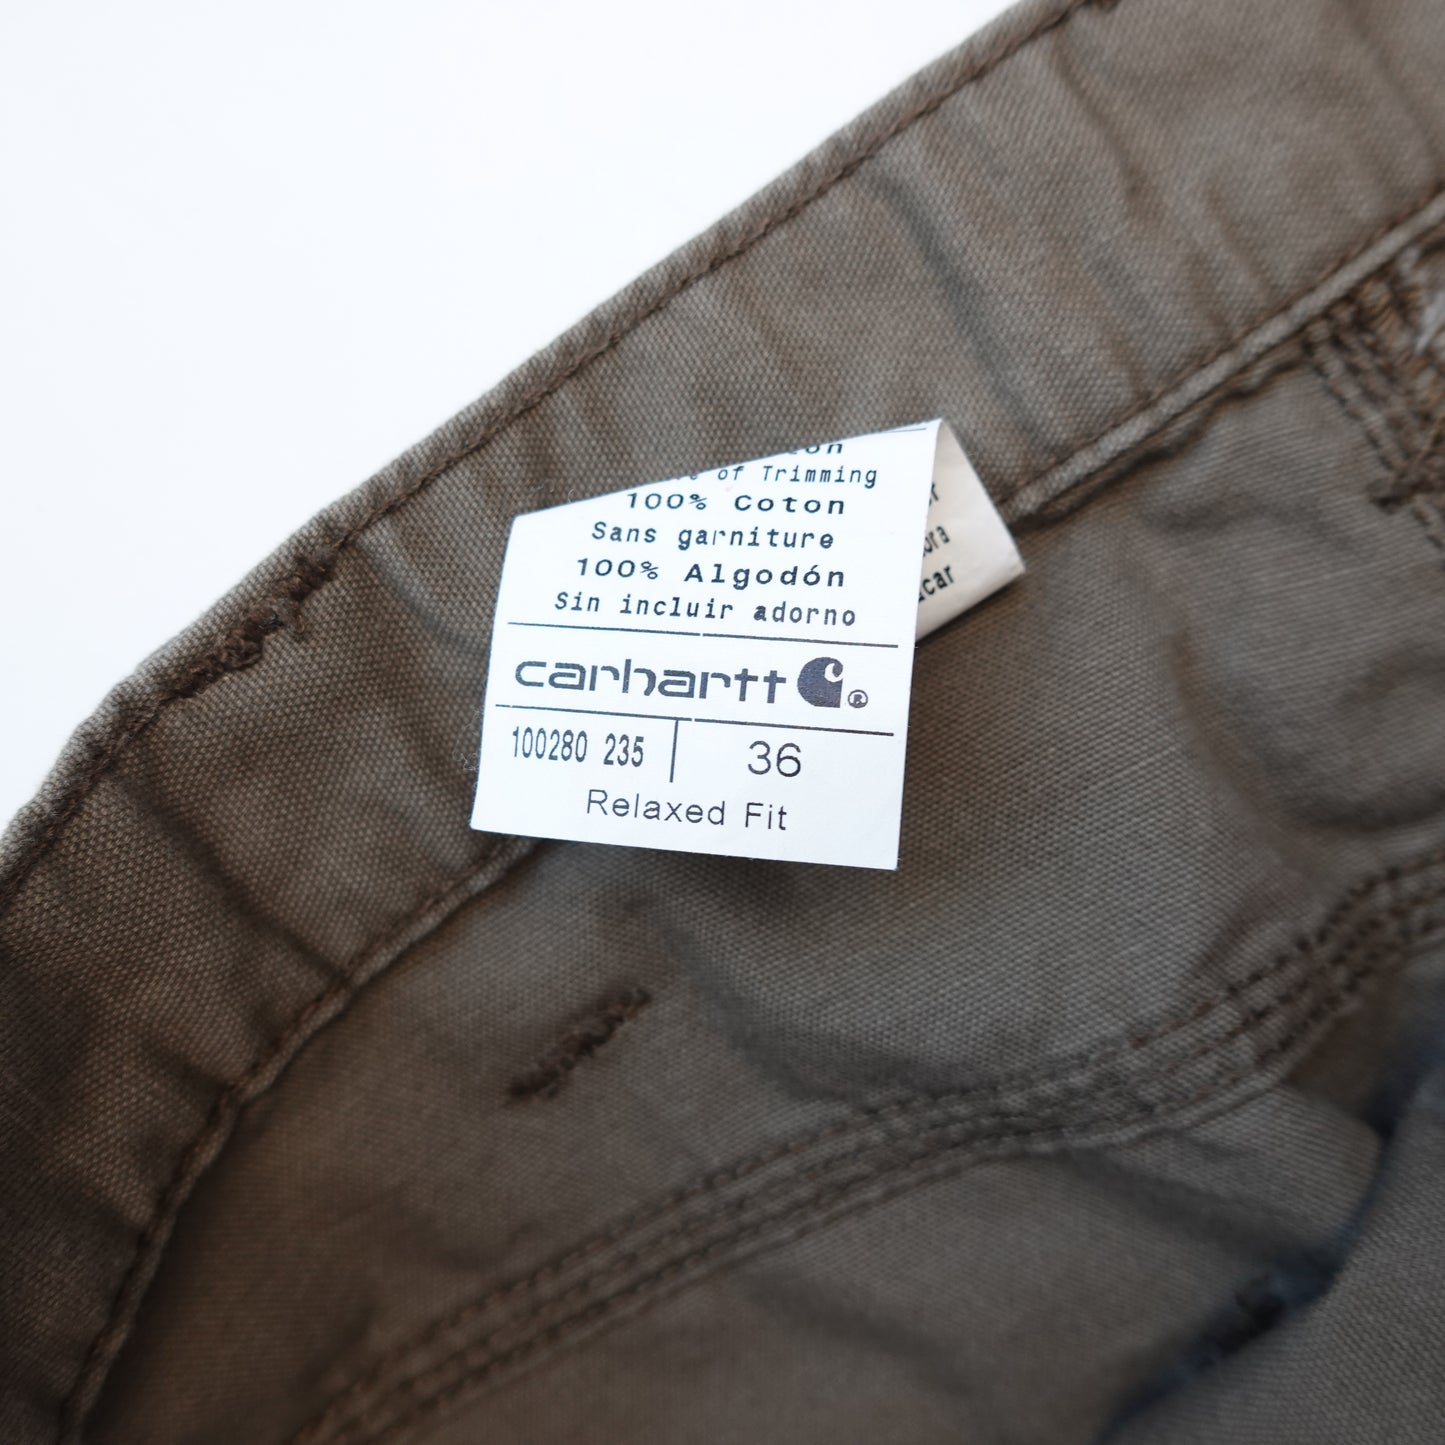 of Trimming
100% Coton
Sans garniture
100% Algodón
Sin incluir adorno
carhartt ®
100280 235 | 36
Relaxed Fit